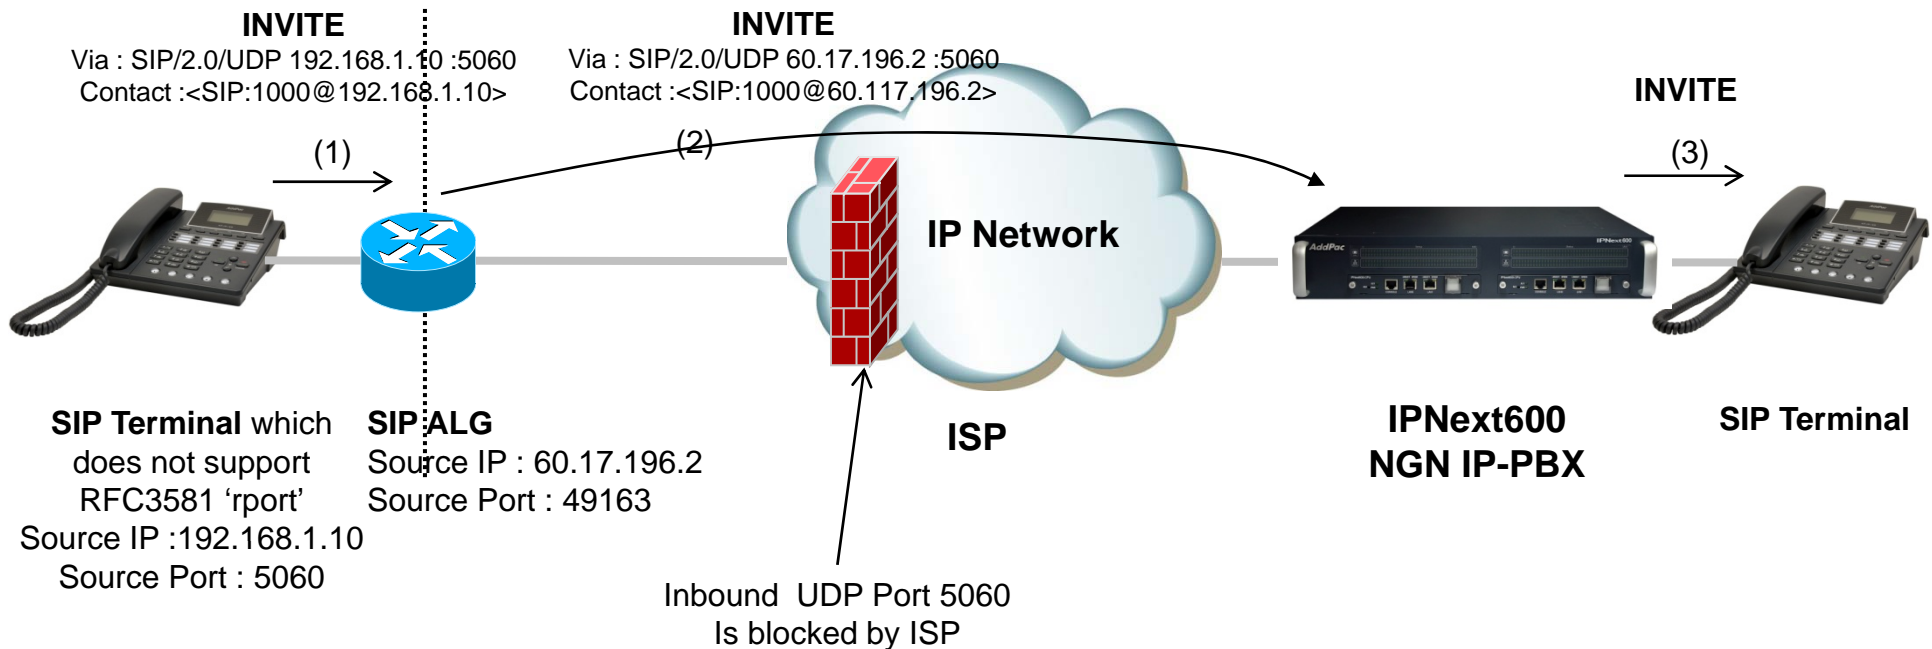 INVITE
Via : SIP/2.0/UDP 192.168.1.10 :5060
Contact :<SIP:1000@192.168.1.10>
INVITE
Via : SIP/2.0/UDP 60.17.196.2 :5060
Contact :<SIP:1000@60.117.196.2>
INVITE
(1)
(2)
(3)
IP Network
AddPac
IPNext600
SIP Terminal which
does not support
RFC3581 ‘rport’
Source IP :192.168.1.10
Source Port : 5060
SIP ALG
Source IP : 60.17.196.2
Source Port : 49163
ISP
IPNext600
NGN IP-PBX
SIP Terminal
Inbound  UDP Port 5060
Is blocked by ISP